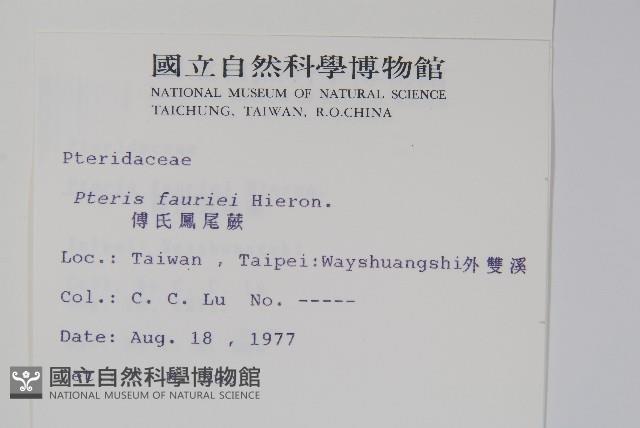 國立自然科學博物館
NATIONAL MUSEUM OF NATURAL SCIENCE
TAICHUNG, TAIWAN, R.O.CHINA
Pteridaceae
Pteris fauriei Hieron.
傅氏鳳尾蕨
Loc.: Taiwan , Taipei:Wayshuangshi外雙溪
Col.: C. C. Lu No. -----
Date: Aug. 18 , 1977
國立自然科學博物館
NATIONAL MUSEUM OF NATURAL SCIENCE